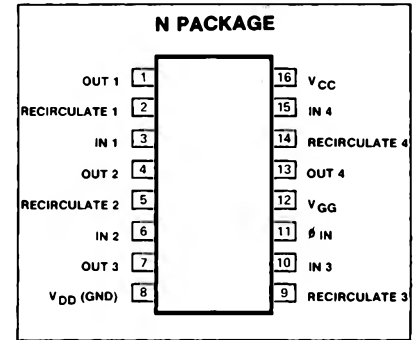 N PACKAGE
OUT 1 1 16 VCC
RECIRCULATE 1 2 15 IN 4
IN 1 3 14 RECIRCULATE 4
OUT 2 4 13 OUT 4
RECIRCULATE 2 5 12 VGG
IN 2 6 11 ϕ IN
OUT 3 7 10 IN 3
VDD (GND) 8 9 RECIRCULATE 3